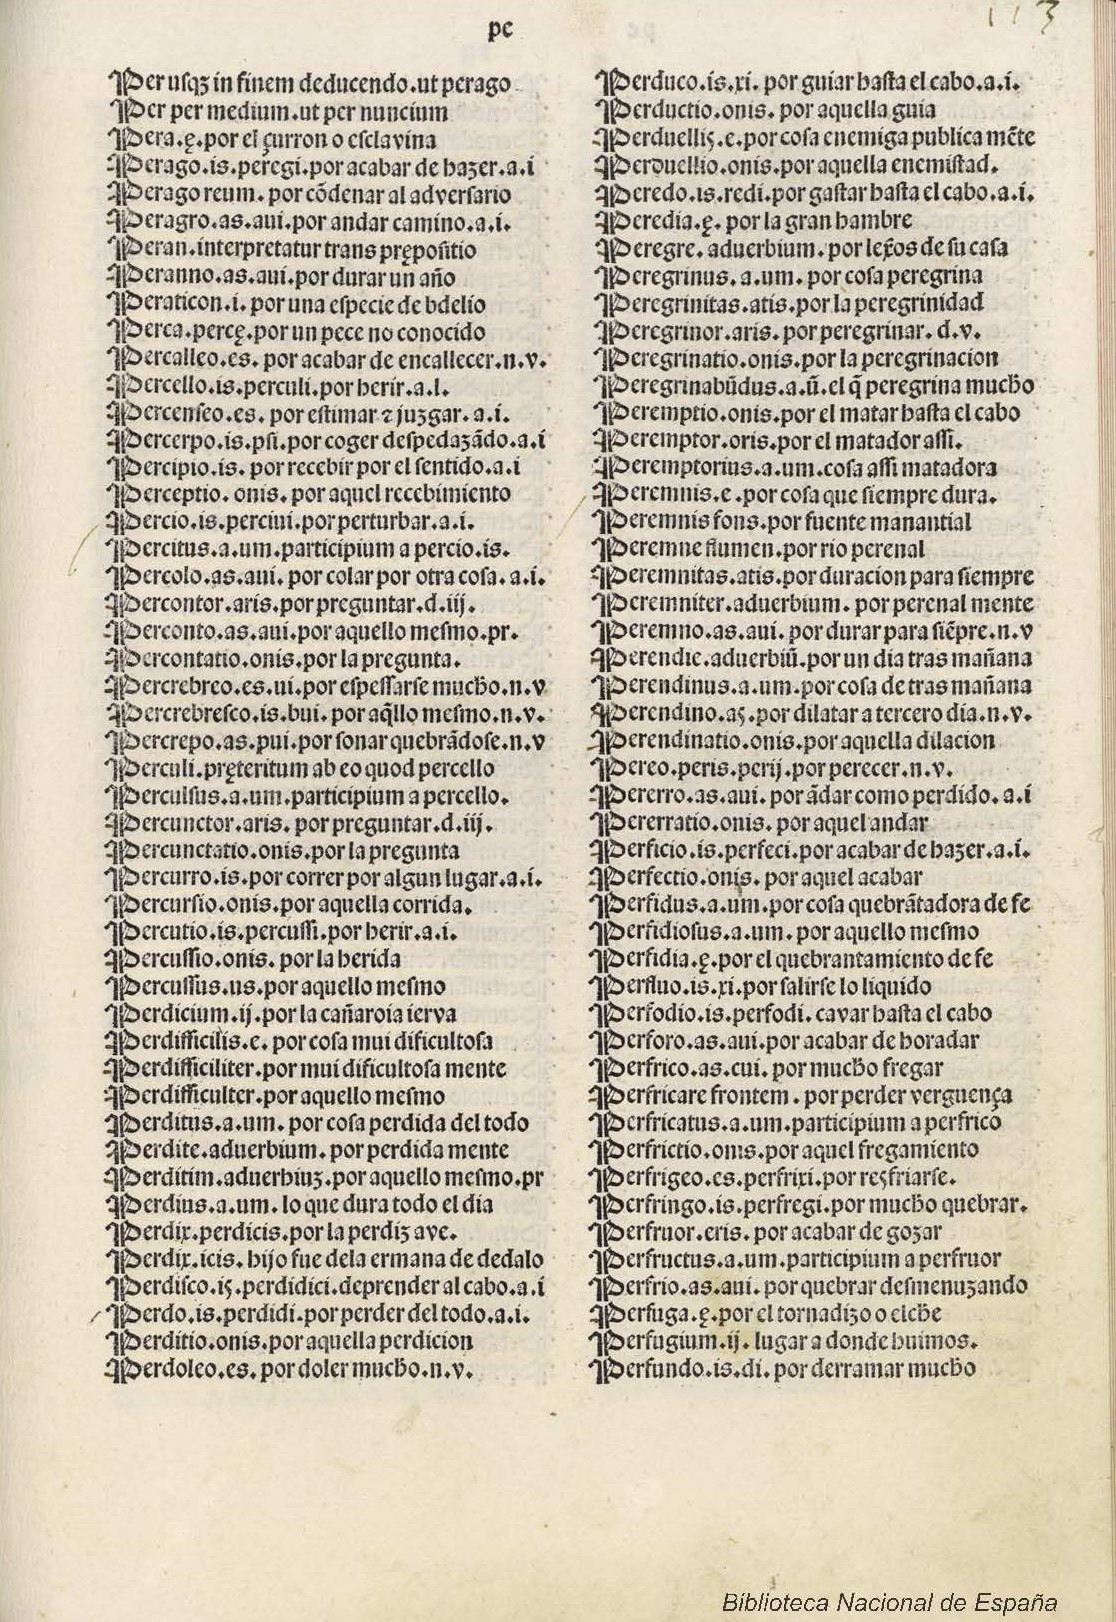 pe
113
Per usqꝫ in finem deducendo.ut perago
Per per medium.ut per nuncium
Pera.ę.por el çurron o esclavina
Perago.is.peregi.por acabar de hazer.a.i
Perago reum.por cõdenar al adversario
Peragro.as.aui.por andar camino.a.i.
Peran.interpretatur trans prępositio
Peranno.as.aui.por durar un año
Peraticon.i.por una especie de bdelio
Perca.percę.por un pece no conocido
Percalleo.es.por acabar de encallecer.n.v.
Percello.is.perculi.por herir.a.i.
Percenseo.es.por estimar ⁊ juzgar.a.i.
Percerpo.is.psi.por coger despedazãdo.a.i
Percipio.is.por recebir por el sentido.a.i
Perceptio.onis.por aquel recebimiento
Percio.is.percivi.por perturbar.a.i.
Percitus.a.um.participium a percio.is.
Percolo.as.aui.por colar por otra cosa.a.i.
Percontor.aris.por preguntar.d.iij.
Perconto.as.aui.por aquello mesmo.pr.
Percontatio.onis.por la pregunta.
Percrebreo.es.ui.por espessarse mucho.n.v
Percrebresco.is.bui.por aq̃llo mesmo.n.v.
Percrepo.as.pui.por sonar quebrãdose.n.v
Perculi.pręteritum ab eo quod percello
Perculsus.a.um.participium a percello.
Percunctor.aris.por preguntar.d.iij.
Percunctatio.onis.por la pregunta
Percurro.is.por correr por algun lugar.a.i.
Percursio.onis.por aquella corrida.
Percutio.is.percussi.por herir.a.i.
Percussio.onis.por la herida
Percussus.us.por aquello mesmo
Perdicium.ij.por la cañaroia ierva
Perdifficilis.e.por cosa mui dificultosa
Perdifficiliter.por mui dificultosa mente
Perdifficulter.por aquello mesmo
Perditus.a.um.por cosa perdida del todo
Perdite.aduerbium.por perdida mente
Perditim.aduerbiuꝫ.por aquello mesmo.pr
Perdius.a.um.lo que dura todo el dia
Perdix.perdicis.por la perdiz ave.
Perdix.icis.hijo fue dela ermana de dedalo
Perdisco.is.perdidici.deprender al cabo.a.i
Perdo.is.perdidi.por perder del todo.a.i.
Perditio.onis.por aquella perdicion
Perdoleo.es.por doler mucho.n.v.
Perduco.is.xi.por guiar hasta el cabo.a.i.
Perductio.onis.por aquella guia
Perduellis.e.por cosa enemiga publica mẽte
Perduellio.onis.por aquella enemistad.
Peredo.is.redi.por gastar hasta el cabo.a.i.
Peredia.ę.por la gran hambre
Peregre.aduerbium.por lexos de su casa
Peregrinus.a.um.por cosa peregrina
Peregrinitas.atis.por la peregrinidad
Peregrinor.aris.por peregrinar.d.v.
Peregrinatio.onis.por la peregrinacion
Peregrinabũdus.a.ũ.el q̃ peregrina mucho
Peremptio.onis.por el matar hasta el cabo
Peremptor.oris.por el matador assi.
Peremptorius.a.um.cosa assi matadora
Peremnis.e.por cosa que siempre dura.
Peremnis fons.por fuente manantial
Peremne flumen.por rio perenal
Peremnitas.atis.por duracion para siempre
Peremniter.aduerbium.por perenal mente
Peremno.as.aui.por durar para siẽpre.n.v
Perendie.aduerbiũ.por un dia tras mañana
Perendinus.a.um.por cosa de tras mañana
Perendino.as.por dilatar a tercero dia.n.v.
Perendinatio.onis.por aquella dilacion
Pereo.peris.perij.por perecer.n.v.
Pererro.as.aui.por ãdar como perdido.a.i
Pererratio.onis.por aquel andar
Perficio.is.perfeci.por acabar de hazer.a.i.
Perfectio.onis.por aquel acabar
Perfidus.a.um.por cosa quebrãtadora de fe
Perfidiosus.a.um.por aquello mesmo
Perfidia.ę.por el quebrantamiento de fe
Perfluo.is.xi.por salirse lo liquido
Perfodio.is.perfodi.cavar hasta el cabo
Perforo.as.aui.por acabar de horadar
Perfrico.as.cui.por mucho fregar
Perfricare frontem.por perder verguença
Perfricatus.a.um.participium a perfrico
Perfrictio.onis.por aquel fregamiento
Perfrigeo.es.perfrixi.por resfriarse.
Perfringo.is.perfregi.por mucho quebrar.
Perfruor.eris.por acabar de gozar
Perfructus.a.um.participium a perfruor
Perfrio.as.aui.por quebrar desmenuzando
Perfuga.ę.por el tornadizo o elche
Perfugium.ij.lugar a donde huimos.
Perfundo.is.di.por derramar mucho
Biblioteca Nacional de España